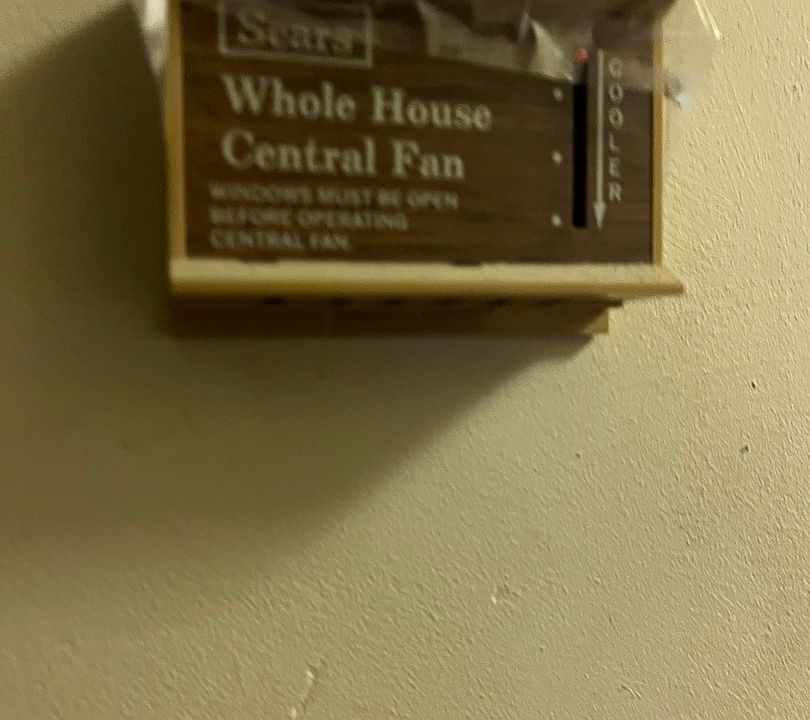 Sears
Whole House
Central Fan
WINDOWS MUST BE OPEN
BEFORE OPERATING
CENTRAL FAN.
COOLER